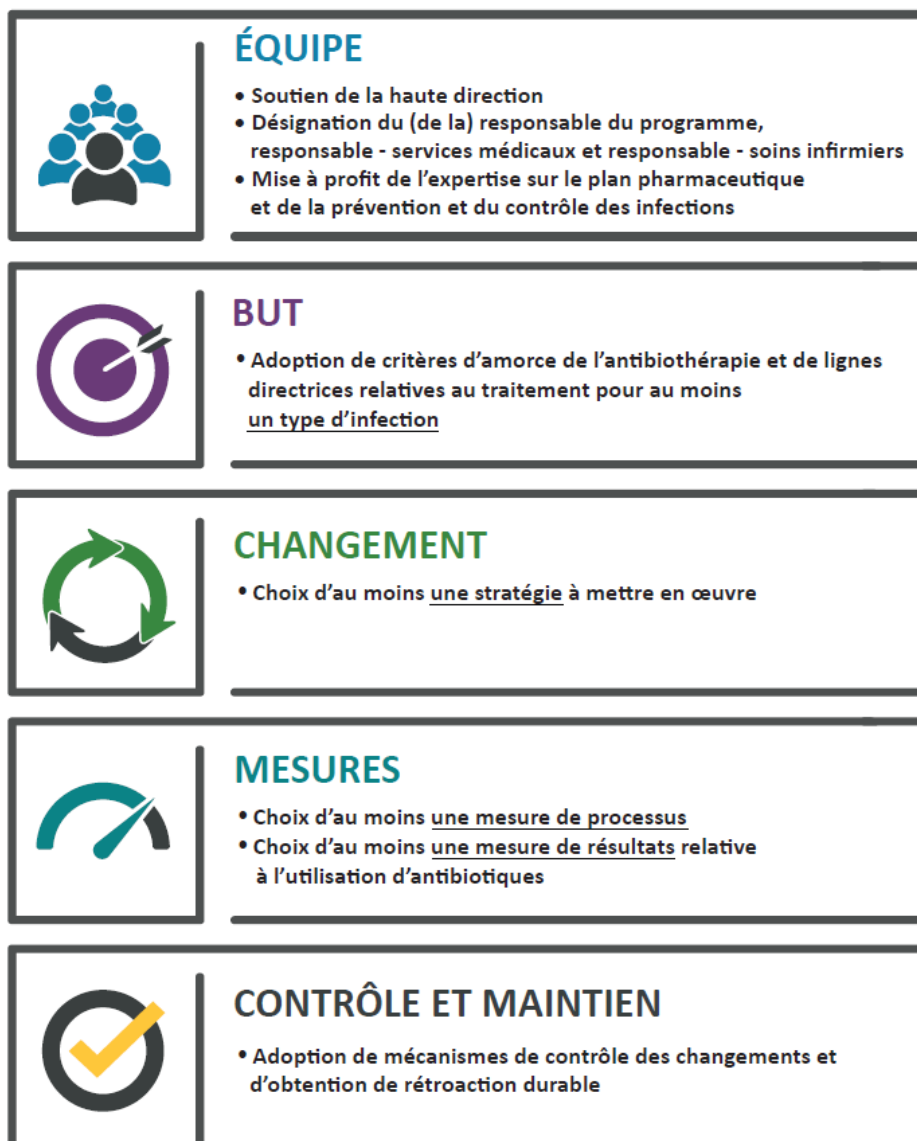 ÉQUIPE
• Soutien de la haute direction
• Désignation du (de la) responsable du programme,
responsable - services médicaux et responsable - soins infirmiers
• Mise à profit de l’expertise sur le plan pharmaceutique
et de la prévention et du contrôle des infections
BUT
• Adoption de critères d’amorce de l’antibiothérapie et de lignes
directrices relatives au traitement pour au moins
un type d’infection
CHANGEMENT
• Choix d’au moins une stratégie à mettre en œuvre
MESURES
• Choix d’au moins une mesure de processus
• Choix d’au moins une mesure de résultats relative
à l’utilisation d’antibiotiques
CONTRÔLE ET MAINTIEN
• Adoption de mécanismes de contrôle des changements et
d’obtention de rétroaction durable